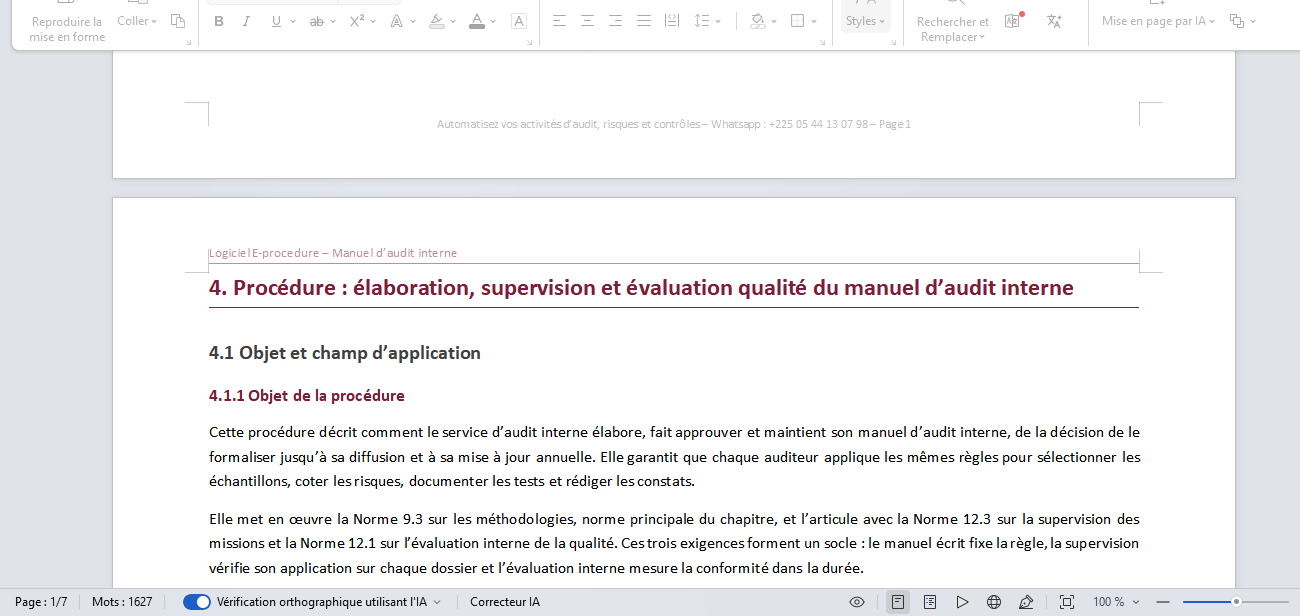 Reproduire la
mise en forme
Coller
B I U ab X² A A A
Styles
Rechercher et
Remplacer
Mise en page par IA
Automatisez vos activités d’audit, risques et contrôles – Whatsapp : +225 05 44 13 07 98 – Page 1
Logiciel E-procedure – Manuel d’audit interne
4. Procédure : élaboration, supervision et évaluation qualité du manuel d’audit interne
4.1 Objet et champ d’application
4.1.1 Objet de la procédure
Cette procédure décrit comment le service d’audit interne élabore, fait approuver et maintient son manuel d’audit interne, de la décision de le
formaliser jusqu’à sa diffusion et à sa mise à jour annuelle. Elle garantit que chaque auditeur applique les mêmes règles pour sélectionner les
échantillons, coter les risques, documenter les tests et rédiger les constats.
Elle met en œuvre la Norme 9.3 sur les méthodologies, norme principale du chapitre, et l’articule avec la Norme 12.3 sur la supervision des
missions et la Norme 12.1 sur l’évaluation interne de la qualité. Ces trois exigences forment un socle : le manuel écrit fixe la règle, la supervision
vérifie son application sur chaque dossier et l’évaluation interne mesure la conformité dans la durée.
Page : 1/7 Mots : 1627 Vérification orthographique utilisant l'IA Correcteur IA 100 %